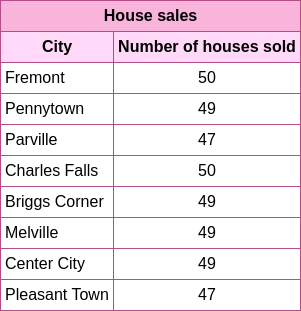 House sales
City Number of houses sold
Fremont 50
Pennytown 49
Parville 47
Charles Falls 50
Briggs Corner 49
Melville 49
Center City 49
Pleasant Town 47